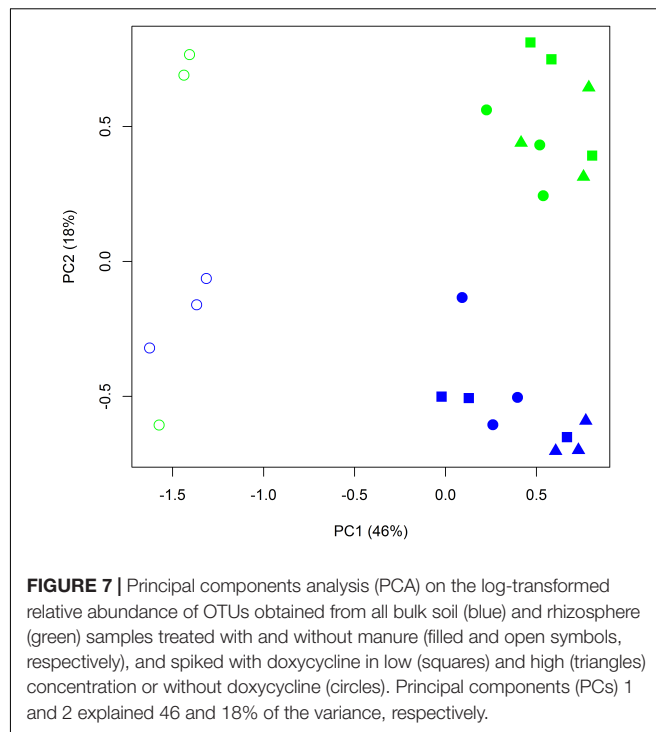 0.5
0.0
-0.5
PC2 (18%)
-1.5 -1.0 -0.5 0.0 0.5
PC1 (46%)
FIGURE 7 | Principal components analysis (PCA) on the log-transformed
relative abundance of OTUs obtained from all bulk soil (blue) and rhizosphere
(green) samples treated with and without manure (filled and open symbols,
respectively), and spiked with doxycycline in low (squares) and high (triangles)
concentration or without doxycycline (circles). Principal components (PCs) 1
and 2 explained 46 and 18% of the variance, respectively.